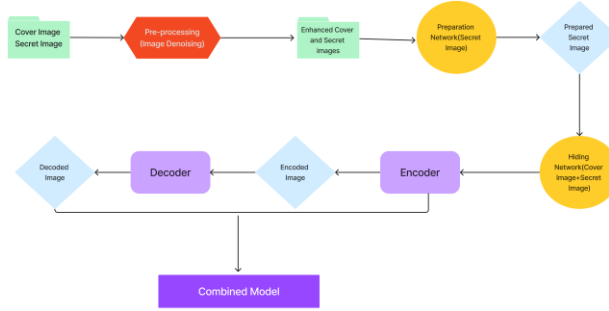 Cover Image
Secret Image
Pre-processing
(Image Denoising)
Enhanced Cover
and Secret
images
Preparation
Network(Secret
Image)
Prepared
Secret
Image
Decoded
Image
Decoder
Encoded
Image
Encoder
Hiding
Network(Cover
Image+Secret
Image)
Combined Model